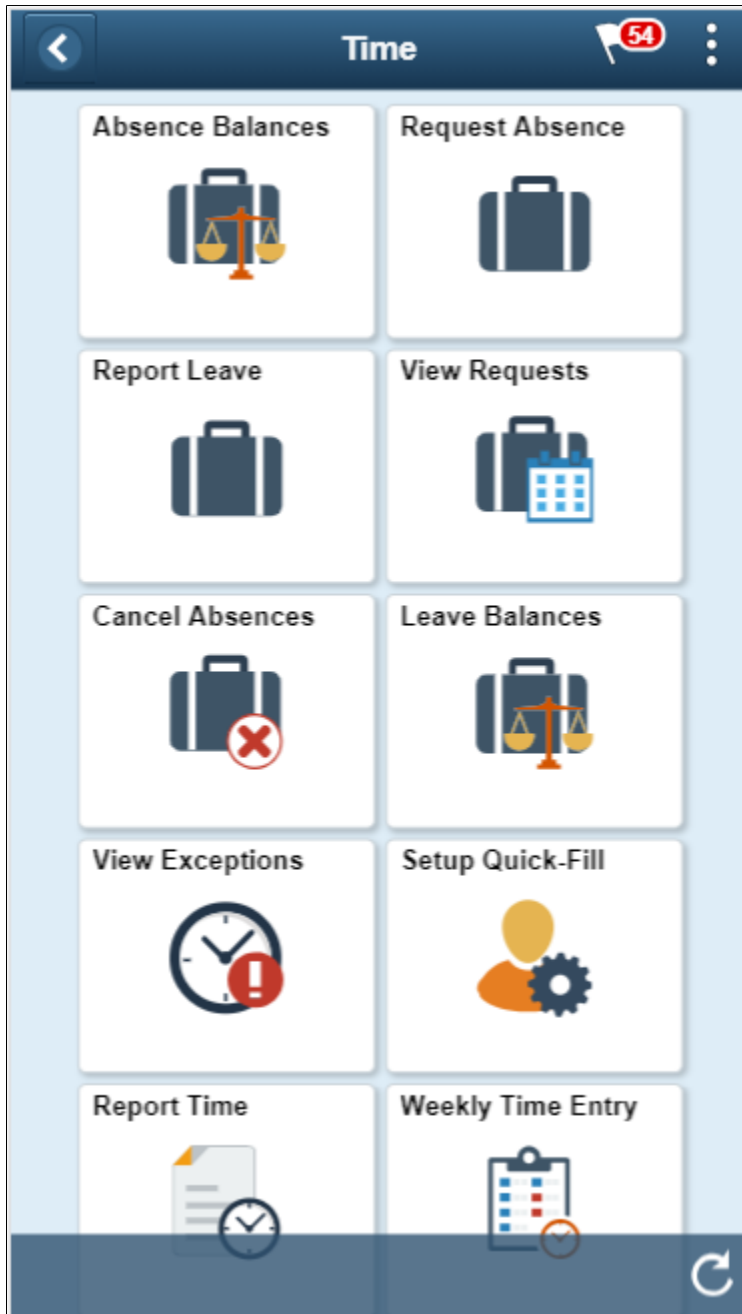 Time
54
Absence Balances
Request Absence
Report Leave
View Requests
Cancel Absences
Leave Balances
View Exceptions
Setup Quick-Fill
Report Time
Weekly Time Entry